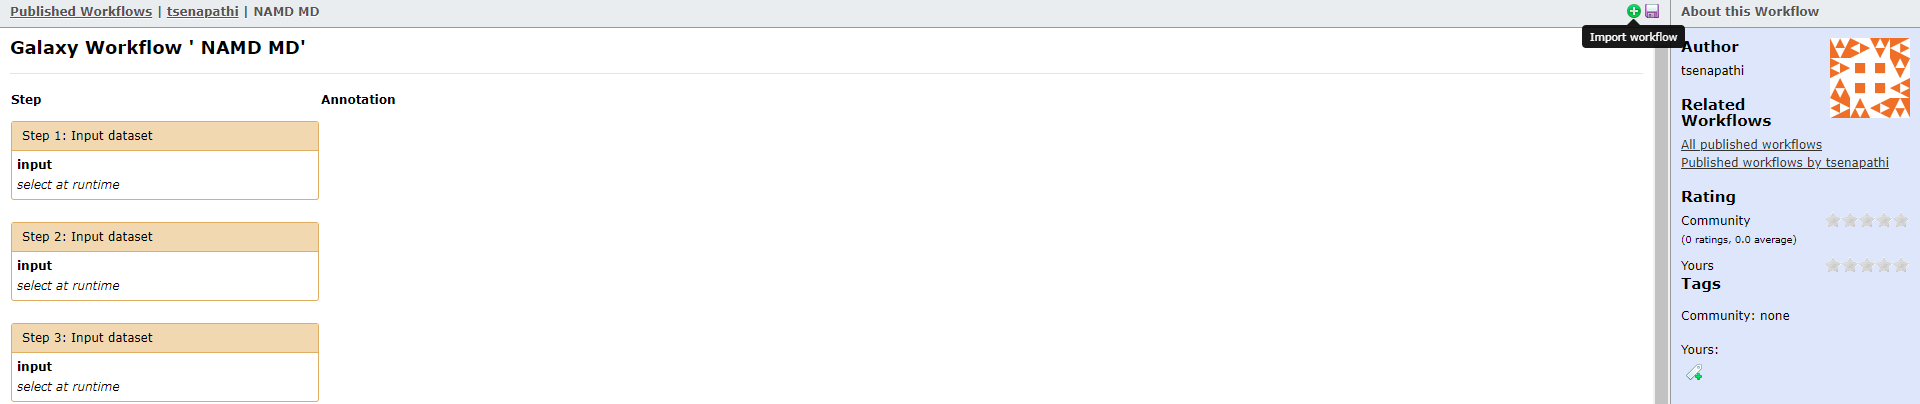 Published Workflows | tsenapathi | NAMD MD
Import workflow
Galaxy Workflow ' NAMD MD'
Step Annotation
Step 1: Input dataset
input
select at runtime
Step 2: Input dataset
input
select at runtime
Step 3: Input dataset
input
select at runtime
About this Workflow
Author
tsenapathi
Related
Workflows
All published workflows
Published workflows by tsenapathi
Rating
Community
(0 ratings, 0.0 average)
Yours
Tags
Community: none
Yours: